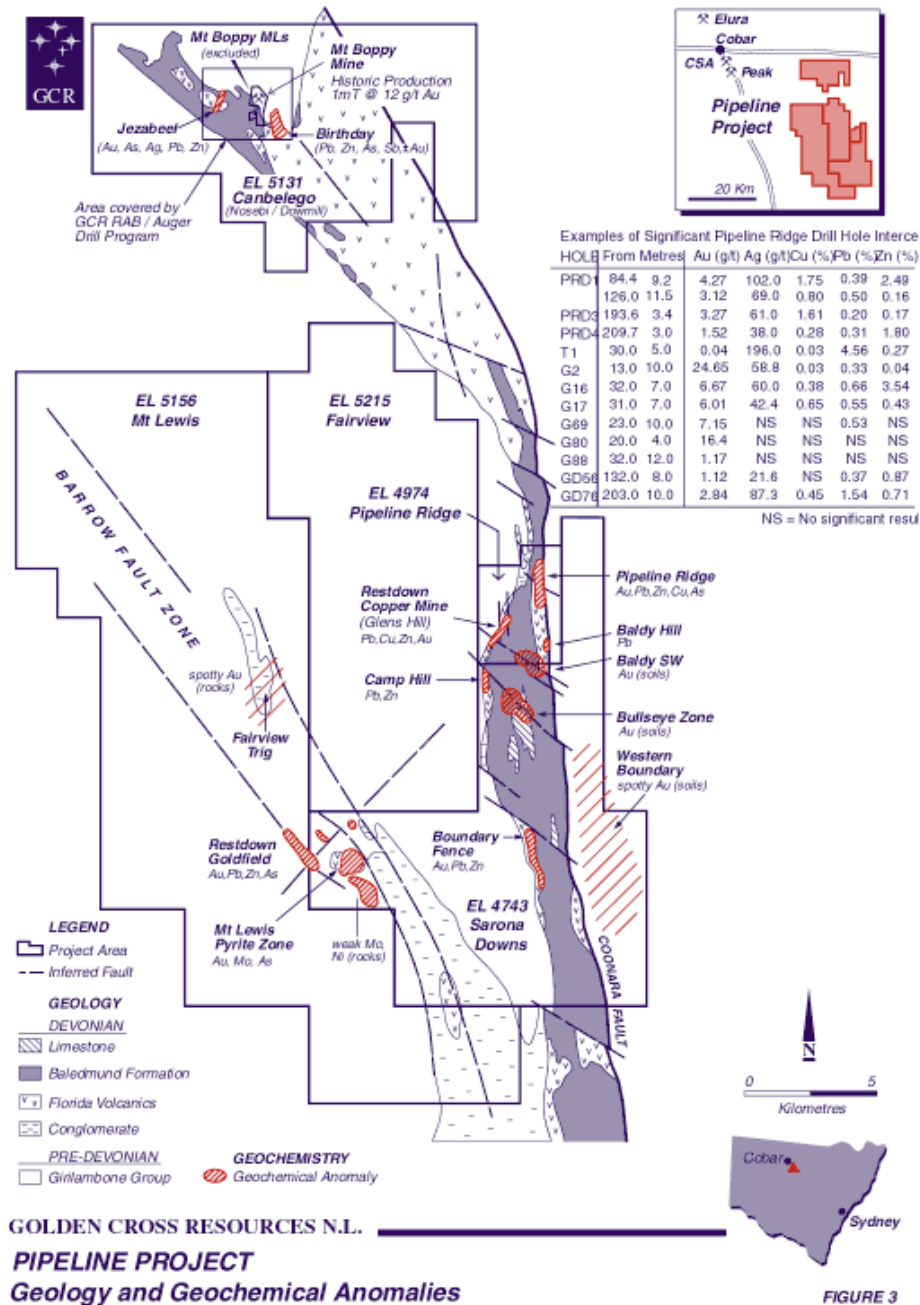 GCR
Mt Boppy MLs
(excluded)
Mt Boppy
Mine
Historic Production
1mT @ 12 g/t Au
Jezabeel
(Au, As, Ag, Pb, Zn)
Birthday
(Pb, Zn, As, Sb,±Au)
EL 5131
Canbelego
(Nosebi / Dowmill)
Area covered by
GCR RAB / Auger
Drill Program
Elura
Cobar
CSA
Peak
Pipeline
Project
20 Km
Examples of Significant Pipeline Ridge Drill Hole Interce
HOLE From Metres Au (g/t) Ag (g/t) Cu (%) Pb (%) Zn (%)
PRD1 84.4 9.2 4.27 102.0 1.75 0.39 2.49
126.0 11.5 3.12 69.0 0.80 0.50 0.16
PRD3 193.6 3.4 3.27 61.0 1.61 0.20 0.17
PRD4 209.7 3.0 1.52 38.0 0.28 0.31 1.80
T1 30.0 5.0 0.04 196.0 0.03 4.56 0.27
G2 13.0 10.0 24.65 58.8 0.03 0.33 0.04
G16 32.0 7.0 6.67 60.0 0.38 0.66 3.54
G17 31.0 7.0 6.01 42.4 0.65 0.55 0.43
G69 23.0 10.0 7.15 NS NS 0.53 NS
G80 20.0 4.0 16.4 NS NS NS NS
G88 32.0 12.0 1.17 NS NS NS NS
GD56 132.0 8.0 1.12 21.6 NS 0.37 0.87
GD76 203.0 10.0 2.84 87.3 0.45 1.54 0.71
NS = No significant resul
EL 5156
Mt Lewis
EL 5215
Fairview
EL 4974
Pipeline Ridge
BARROW FAULT ZONE
Restdown
Copper Mine
(Glens Hill)
Pb,Cu,Zn,Au
Pipeline Ridge
Au,Pb,Zn,Cu,As
Baldy Hill
Pb
Baldy SW
Au (soils)
Camp Hill
Pb,Zn
Bullseye Zone
Au (soils)
spotty Au
(rocks)
Fairview
Trig
Western
Boundary
spotty Au (soils)
Restdown
Goldfield
Au,Pb,Zn,As
Boundary
Fence
Au,Pb,Zn
Mt Lewis
Pyrite Zone
Au, Mo, As
weak Mo,
Ni (rocks)
EL 4743
Sarona
Downs
COONARA FAULT
LEGEND
Project Area
Inferred Fault
GEOLOGY
DEVONIAN
Limestone
Baledmund Formation
Florida Volcanics
Conglomerate
PRE-DEVONIAN
Girilambone Group
GEOCHEMISTRY
Geochemical Anomaly
N
0 5
Kilometres
Cobar
Sydney
GOLDEN CROSS RESOURCES N.L.
PIPELINE PROJECT
Geology and Geochemical Anomalies
FIGURE 3